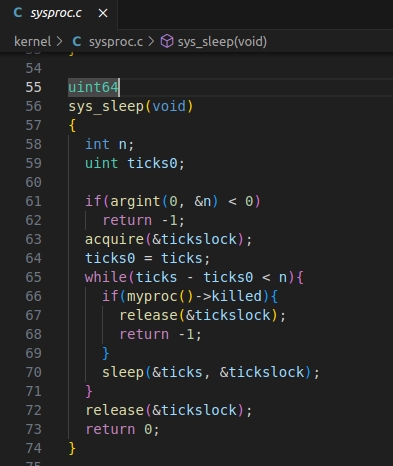 C sysproc.c ×
kernel > C sysproc.c > sys_sleep(void)
54
55 uint64
56 sys_sleep(void)
57 {
58   int n;
59   uint ticks0;
60
61   if(argint(0, &n) < 0)
62     return -1;
63   acquire(&tickslock);
64   ticks0 = ticks;
65   while(ticks - ticks0 < n){
66     if(myproc()->killed){
67       release(&tickslock);
68       return -1;
69     }
70     sleep(&ticks, &tickslock);
71   }
72   release(&tickslock);
73   return 0;
74 }